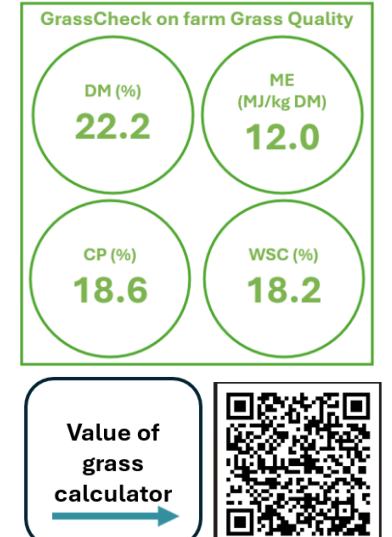 GrassCheck on farm Grass Quality
DM (%)
22.2
ME
(MJ/kg DM)
12.0
CP (%)
18.6
WSC (%)
18.2
Value of
grass
calculator